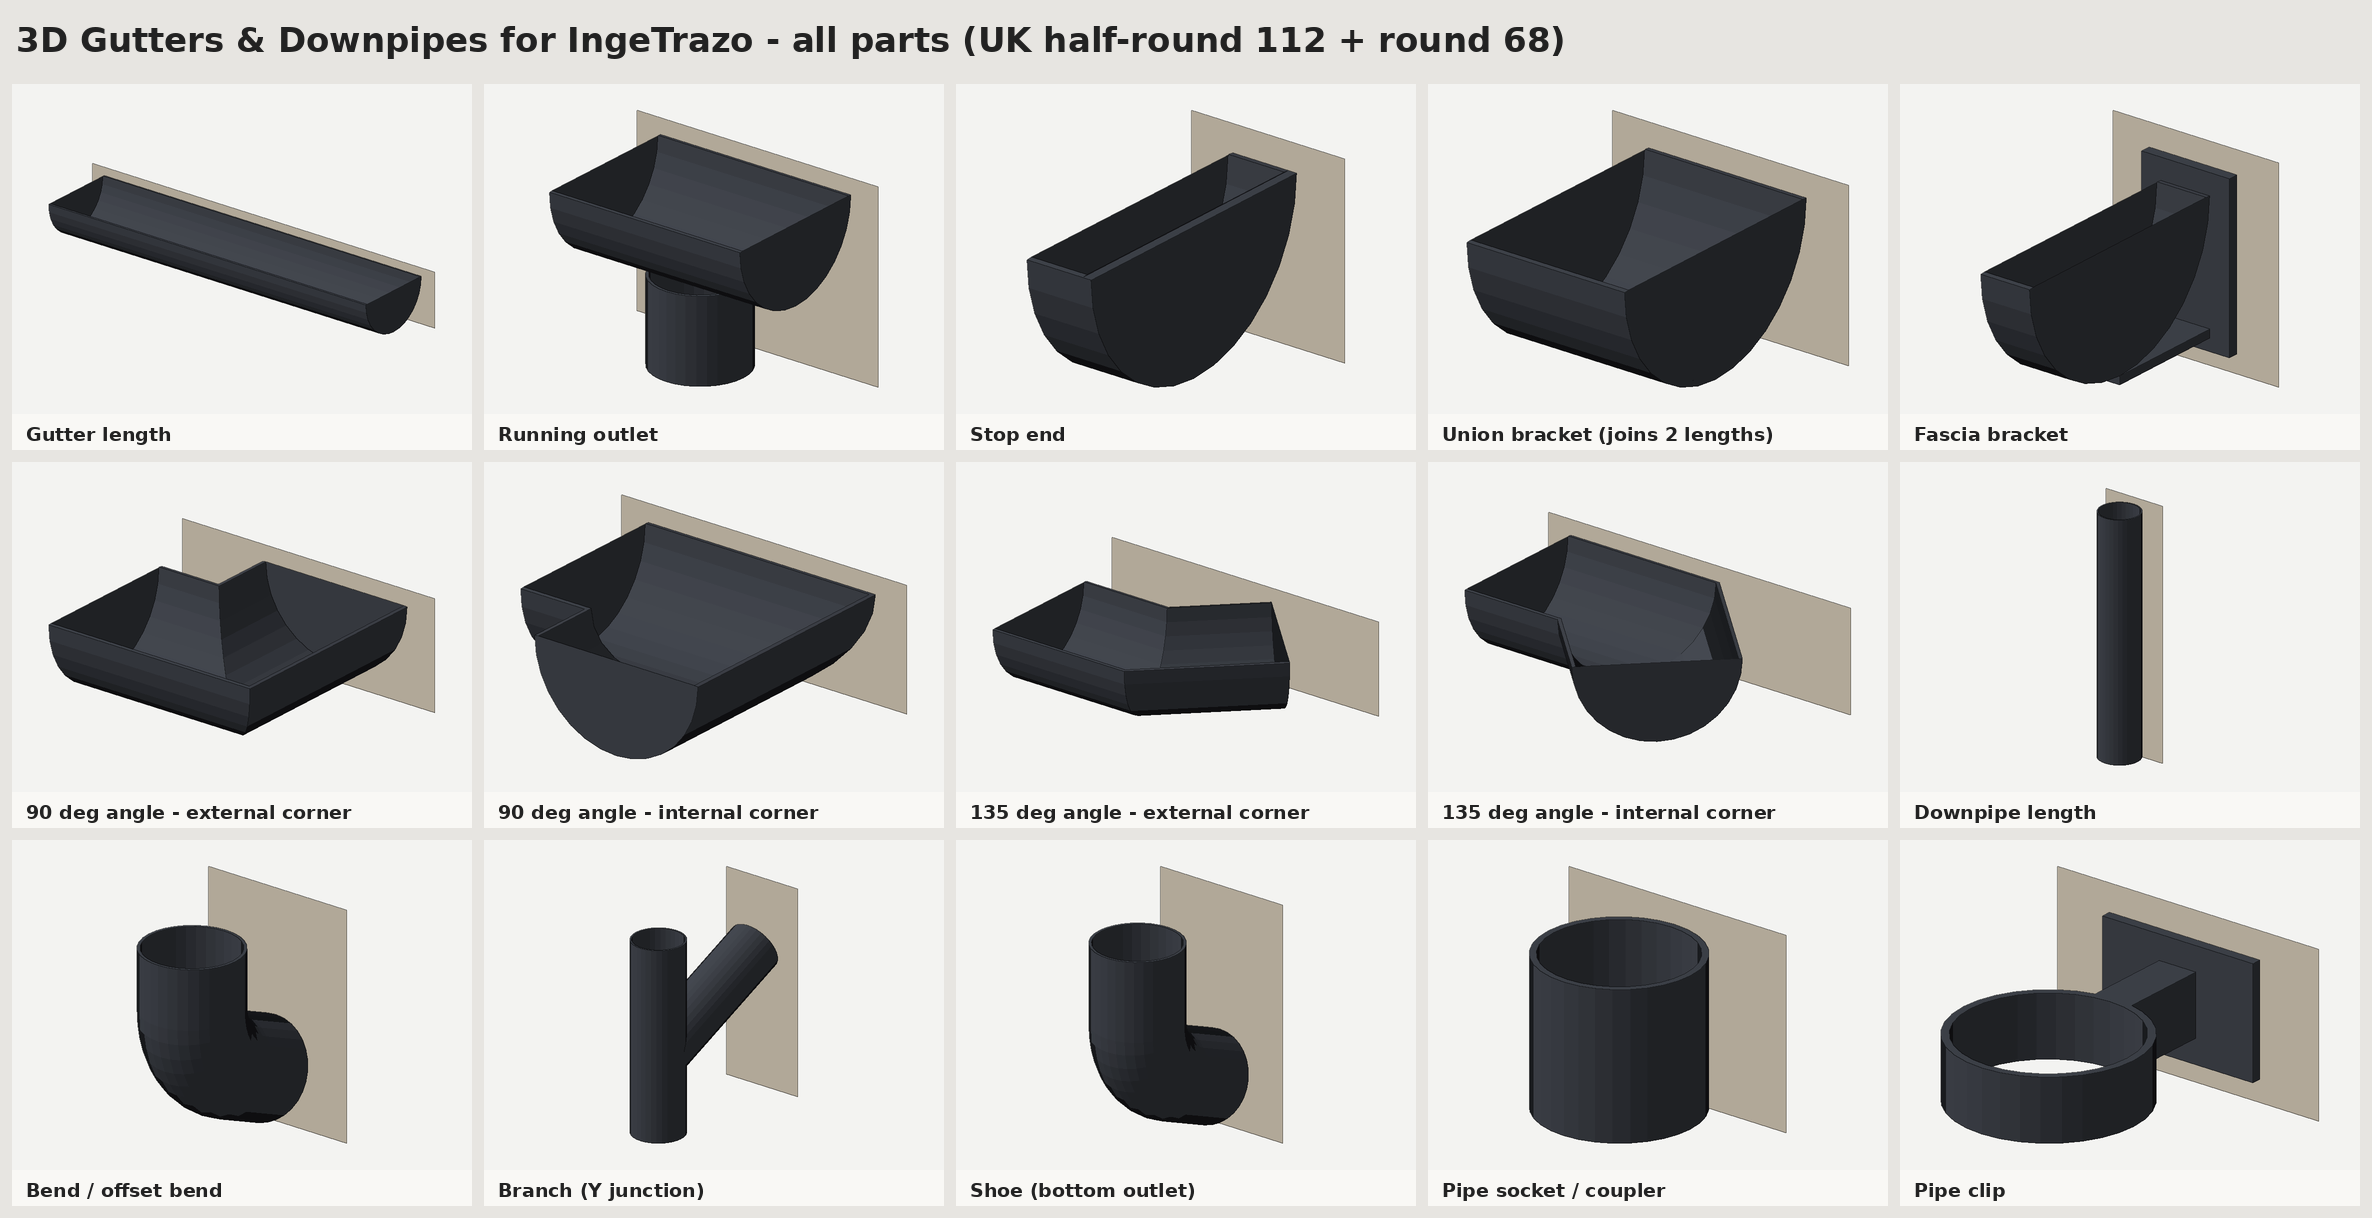 3D Gutters & Downpipes for IngeTrazo - all parts (UK half-round 112 + round 68)
Gutter length
Running outlet
Stop end
Union bracket (joins 2 lengths)
Fascia bracket
90 deg angle - external corner
90 deg angle - internal corner
135 deg angle - external corner
135 deg angle - internal corner
Downpipe length
Bend / offset bend
Branch (Y junction)
Shoe (bottom outlet)
Pipe socket / coupler
Pipe clip